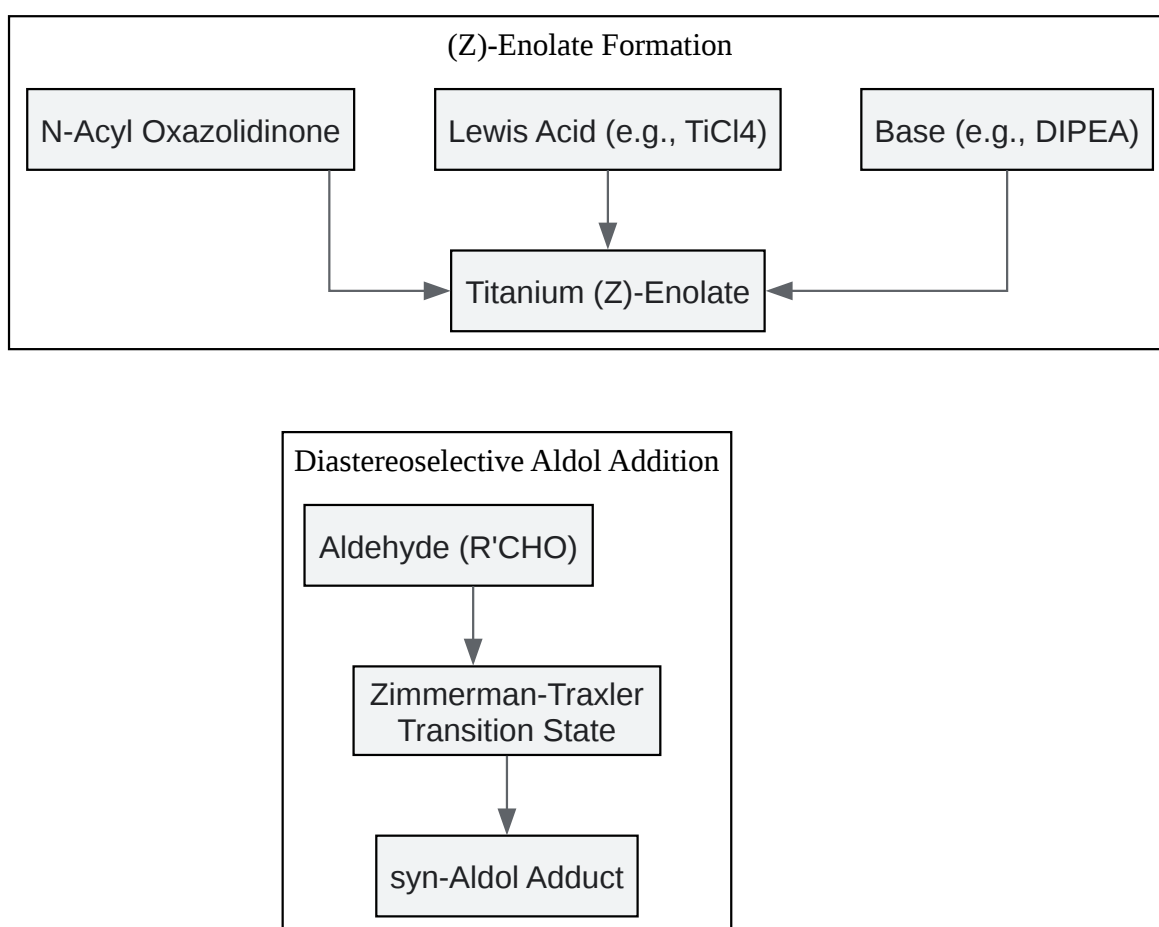 (Z)-Enolate Formation
N-Acyl Oxazolidinone
Lewis Acid (e.g., TiCl4)
Base (e.g., DIPEA)
Titanium (Z)-Enolate
Diastereoselective Aldol Addition
Aldehyde (R'CHO)
Zimmerman-Traxler
Transition State
syn-Aldol Adduct